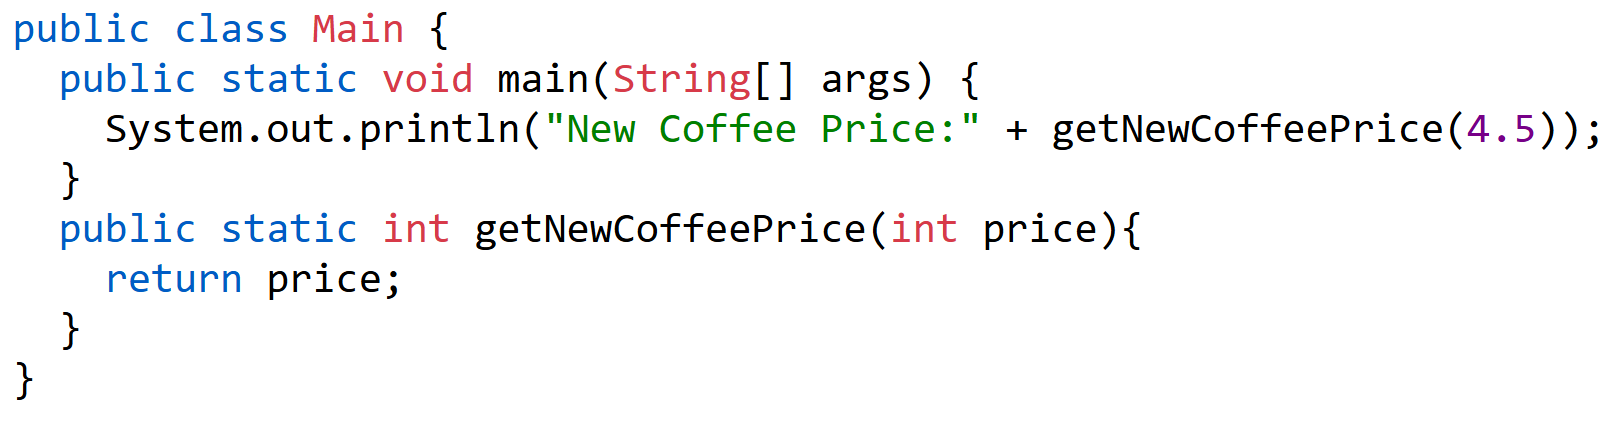 public class Main {
  public static void main(String[] args) {
    System.out.println("New Coffee Price:" + getNewCoffeePrice(4.5));
  }
  public static int getNewCoffeePrice(int price){
    return price;
  }
}